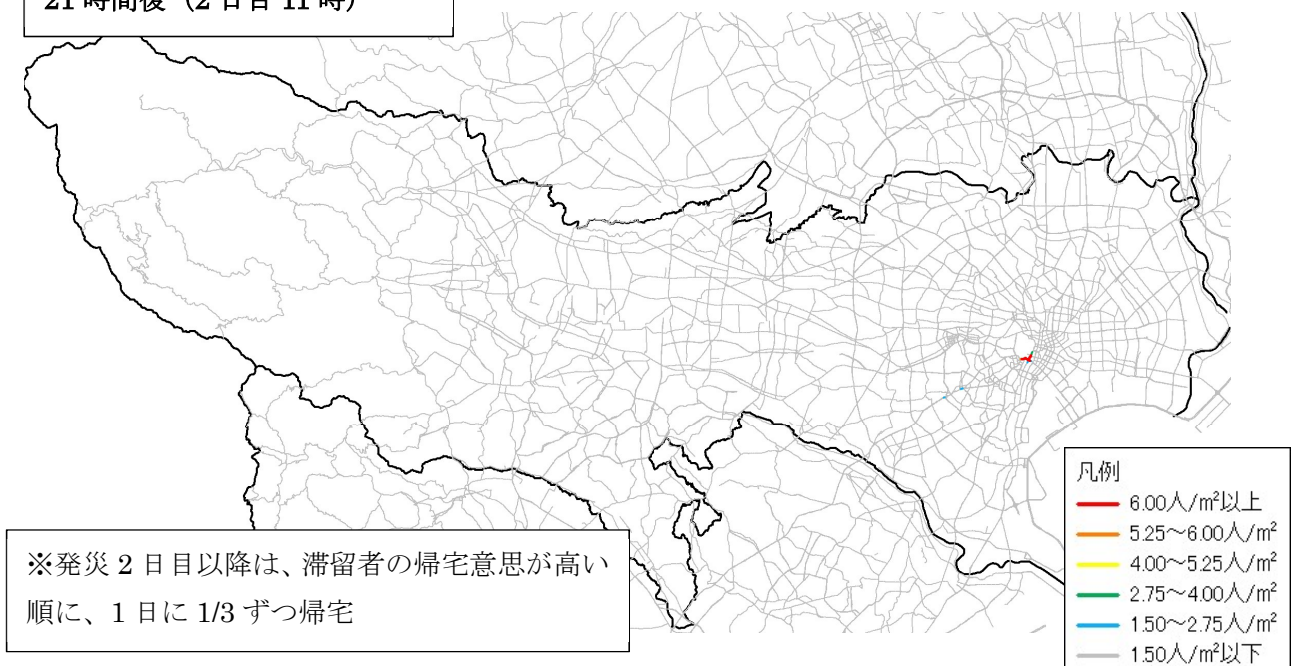 21 時間後（2 日目 11 時）
凡例
6.00人/m²以上
5.25～6.00人/m²
4.00～5.25人/m²
2.75～4.00人/m²
1.50～2.75人/m²
1.50人/m²以下
※発災 2 日目以降は、滞留者の帰宅意思が高い
順に、1 日に 1/3 ずつ帰宅